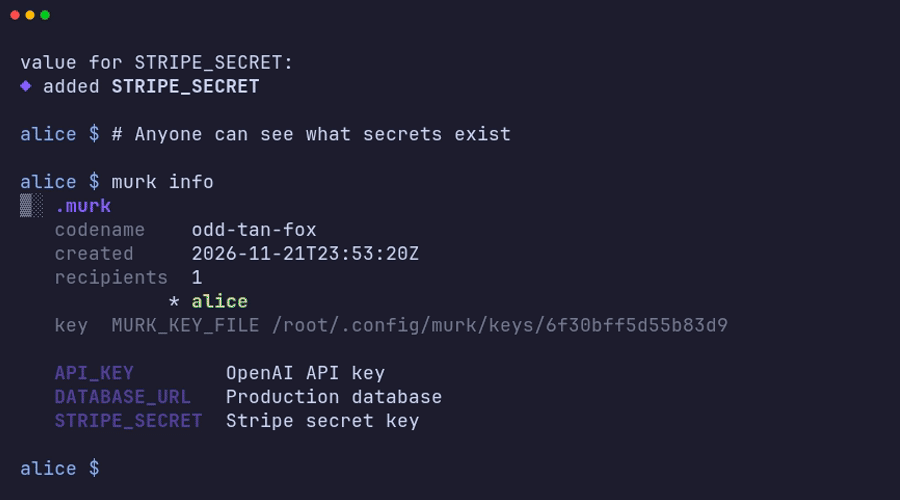 value for STRIPE_SECRET:
◆ added STRIPE_SECRET
alice $ # Anyone can see what secrets exist
alice $ murk info
▓░ .murk
codename odd-tan-fox
created 2026-11-21T23:53:20Z
recipients 1
* alice
key MURK_KEY_FILE /root/.config/murk/keys/6f30bff5d55b83d9
API_KEY OpenAI API key
DATABASE_URL Production database
STRIPE_SECRET Stripe secret key
alice $